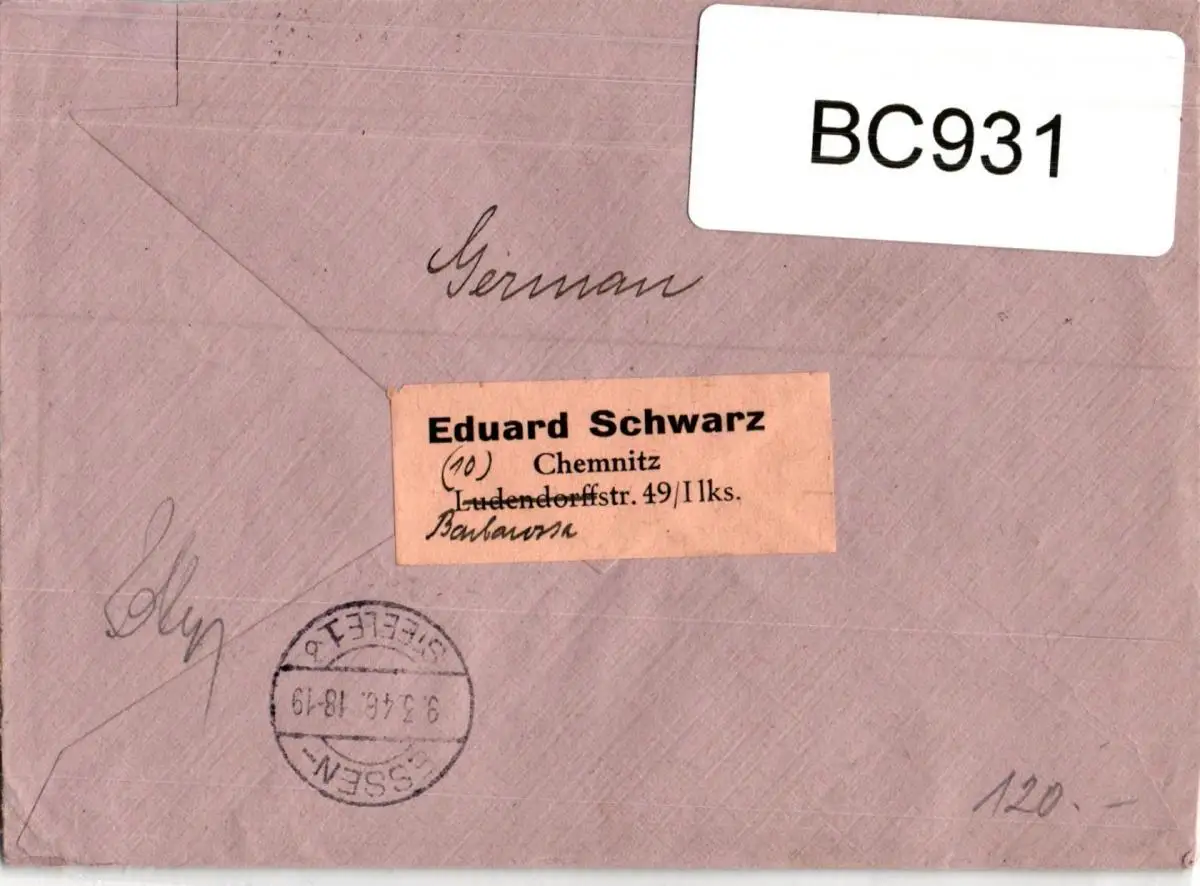 BC931
German
Eduard Schwarz
(10) Chemnitz
Ludendorffstr. 49/I lks.
Barbarossa
ESSEN-
9.3.46. 18-19
STEELE 1
120.-